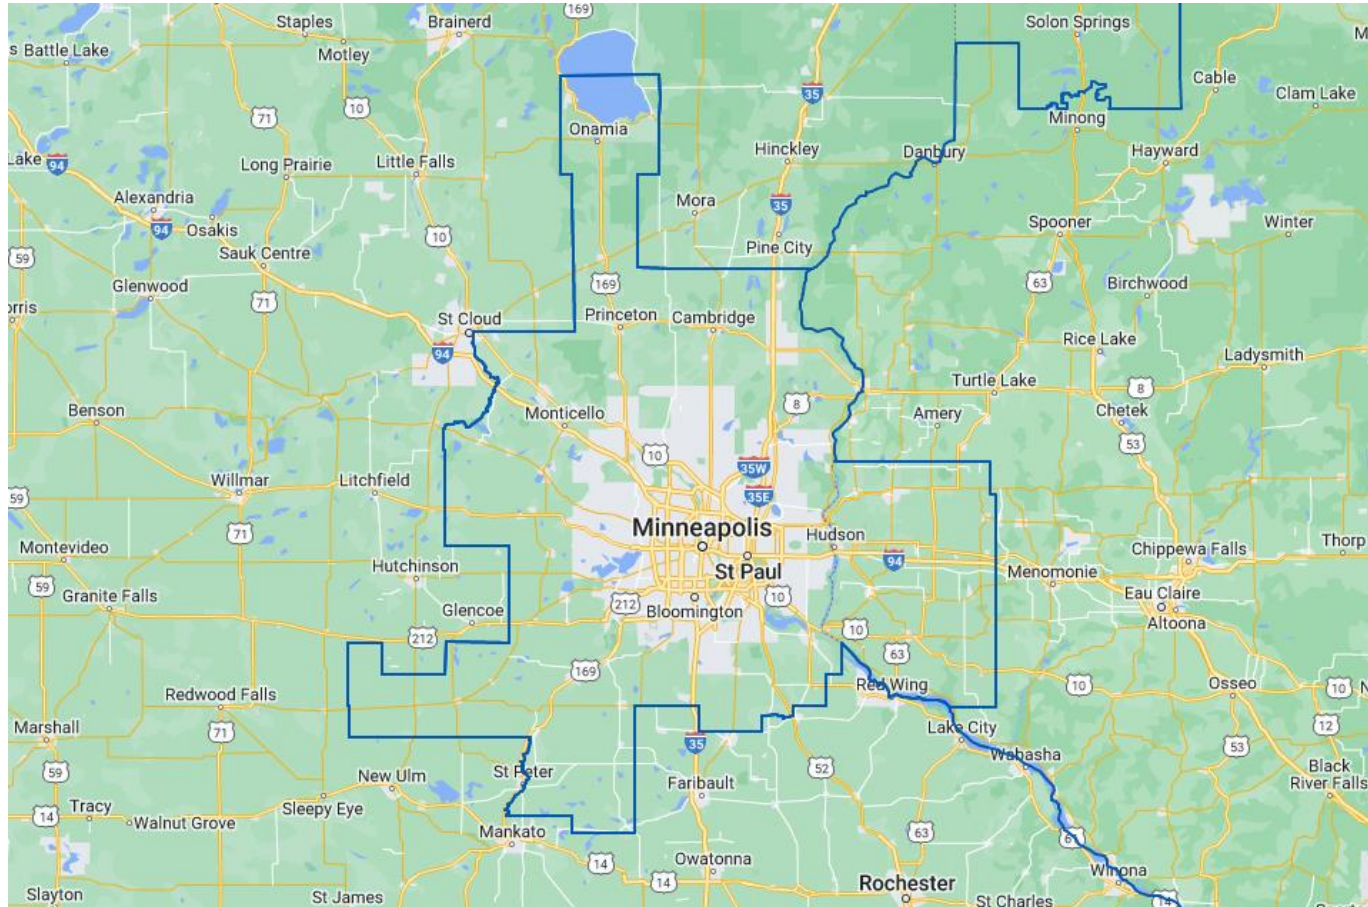 Staples
Brainerd
169
Solon Springs
s Battle Lake
Motley
M
35
Cable
Clam Lake
10
71
Onamia
Minong
Hinckley
Danbury
Hayward
Lake
94
Long Prairie
Little Falls
Alexandria
Mora
35
94
Osakis
10
Pine City
Spooner
Winter
59
Sauk Centre
Glenwood
71
169
63
Birchwood
orris
St Cloud
Princeton
Cambridge
94
Rice Lake
Ladysmith
Turtle Lake
8
Benson
Monticello
8
Amery
Chetek
10
53
Willmar
Litchfield
35W
35E
59
71
Minneapolis
Hudson
Montevideo
Chippewa Falls
Thorp
Hutchinson
St Paul
94
Menomonie
59
Granite Falls
Glencoe
212
Bloomington
10
Eau Claire
Altoona
212
10
63
169
Redwood Falls
Red Wing
10
Osseo
10
N
Marshall
71
35
Lake City
53
12
59
New Ulm
St Peter
Faribault
52
Wabasha
Black
River Falls
Tracy
14
Walnut Grove
Sleepy Eye
Mankato
63
6
14
Owatonna
14
Winona
Slayton
St James
Rochester
St Charles
14